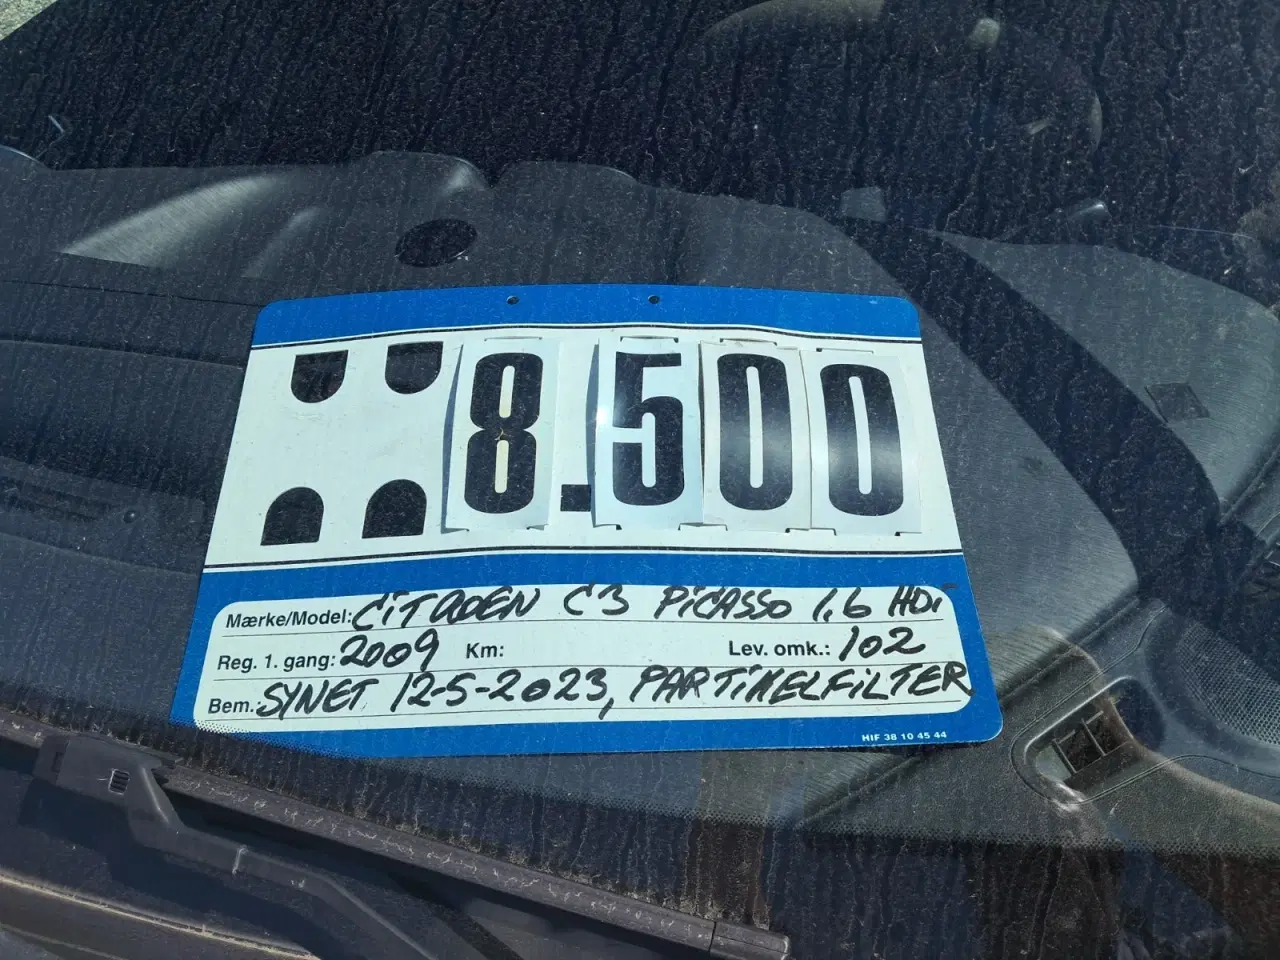 8.500
Mærke/Model: CITROEN C3 PICASSO 1,6 HDi
Reg. 1. gang: 2009 Km: Lev. omk.: 102
Bem.: SYNET 12-5-2023, PARTIKELFILTER
HIF 38 10 45 44